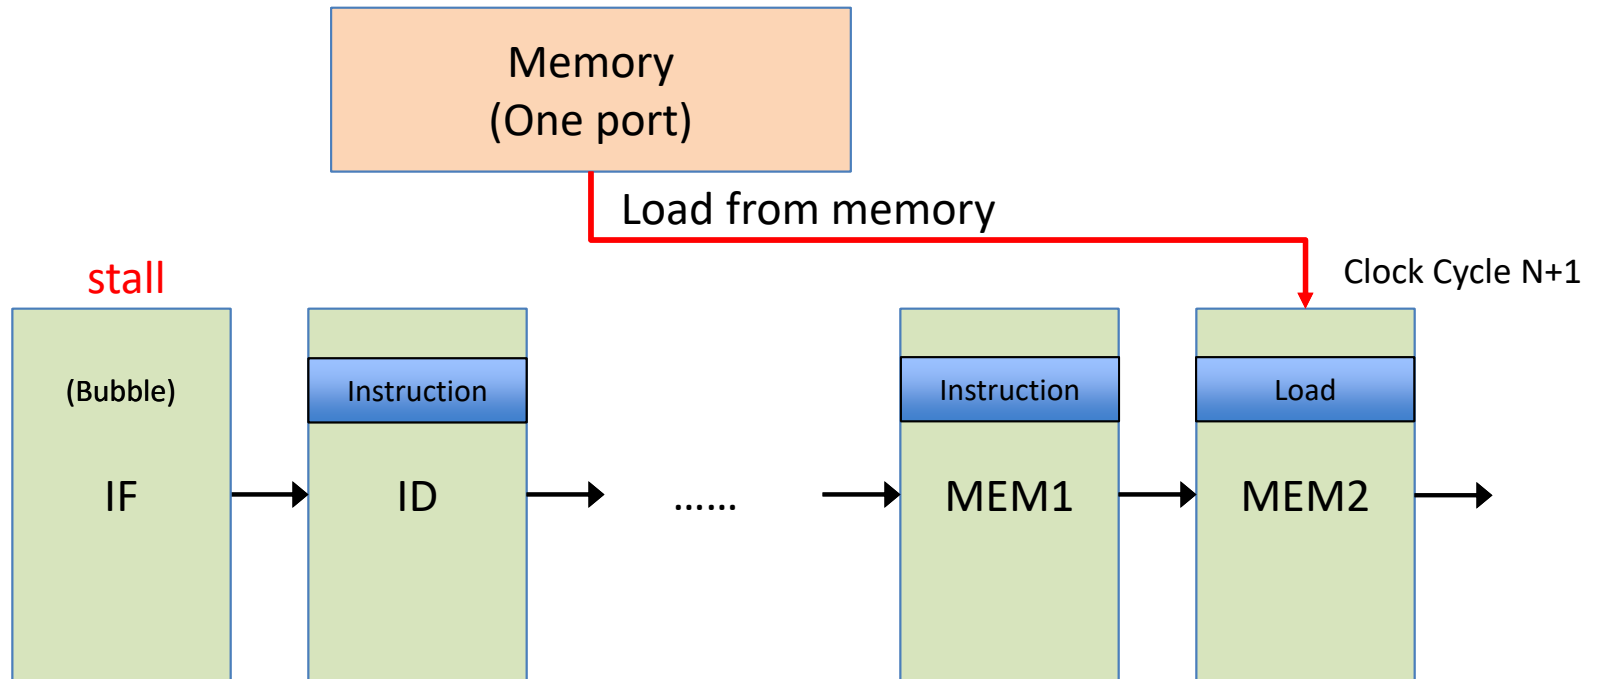 Memory
(One port)
Load from memory
stall
Clock Cycle N+1
(Bubble)
Instruction
Instruction
Load
IF
ID
......
MEM1
MEM2